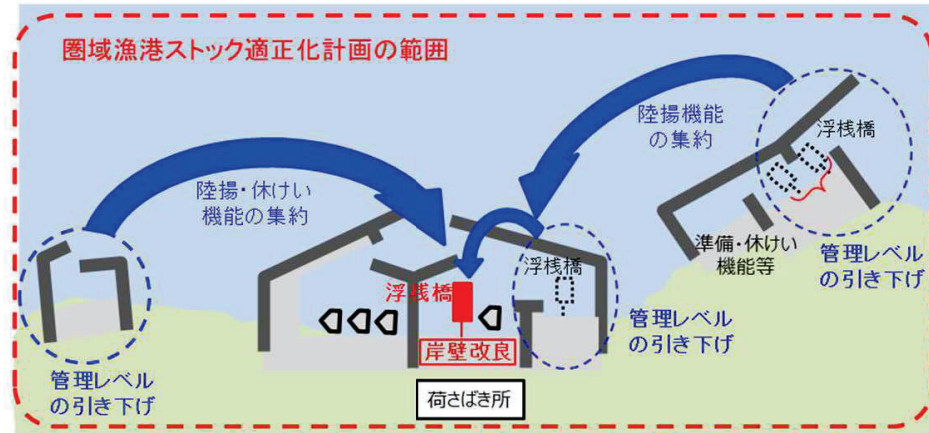 圏域漁港ストック適正化計画の範囲
陸揚機能
の集約
浮桟橋
陸揚・休けい
機能の集約
準備・休けい
機能等
管理レベル
の引き下げ
浮桟橋
浮桟橋
岸壁改良
管理レベル
の引き下げ
管理レベル
の引き下げ
荷さばき所